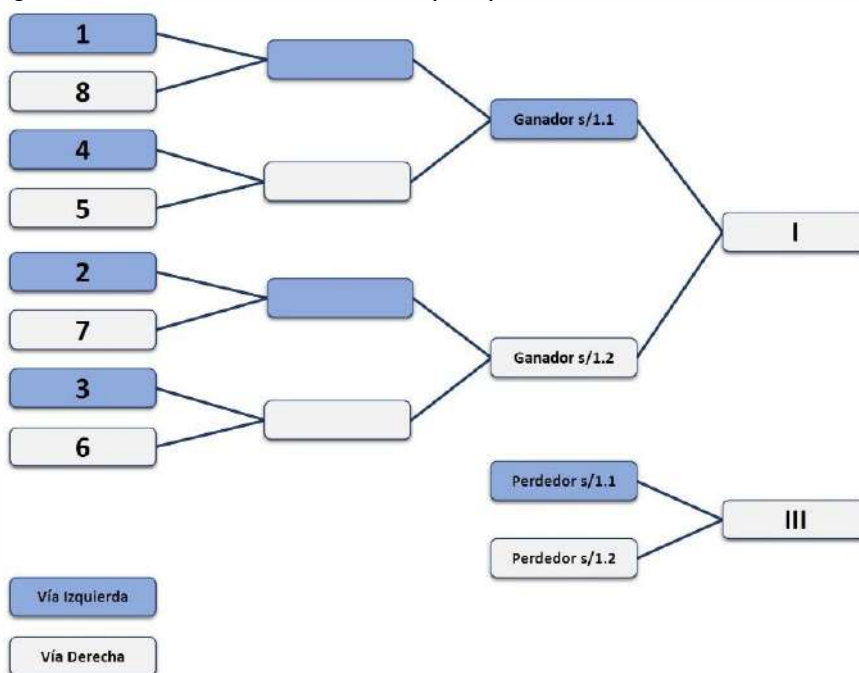 1
8
4
5
2
7
3
6
Ganador s/1.1
Ganador s/1.2
I
Perdedor s/1.1
Perdedor s/1.2
III
Vía Izquierda
Vía Derecha